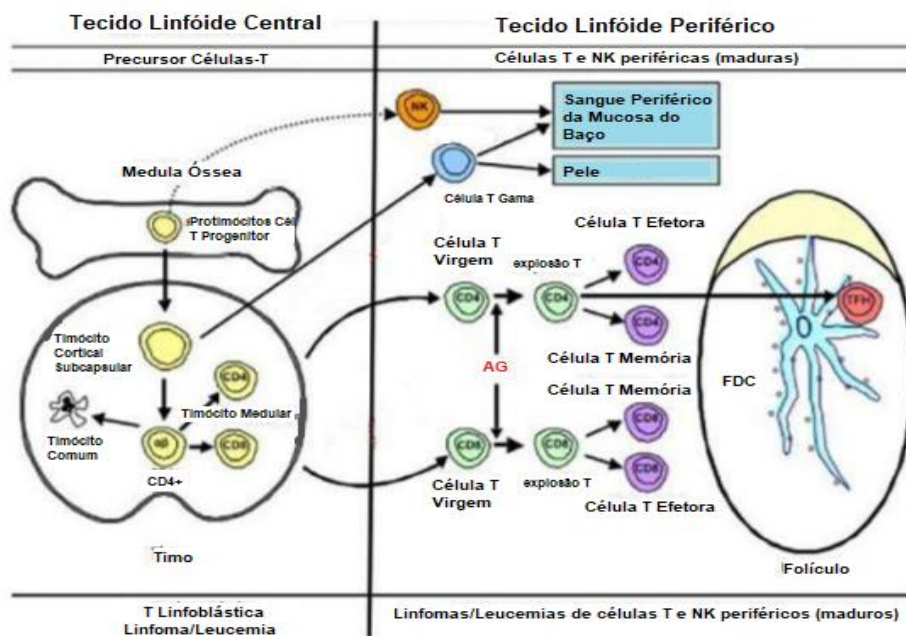 Tecido Linfóide Central
Tecido Linfóide Periférico
Precursor Células-T
Células T e NK periféricas (maduras)
NK
Sangue Periférico
da Mucosa do
Baço
Pele
Medula Óssea
Célula T Gama
Protimócitos Cél
T Progenitor
Célula T
Virgem
explosão T
Célula T Efetora
CD4
CD4
CD4
CD4
TFH
Timócito
Cortical
Subcapsular
CD4
Timócito Medular
AG
Célula T Memória
Célula T Memória
FDC
Timócito
Comum
αβ
CD8
CD4+
CD8
CD8
CD8
CD8
Célula T
Virgem
explosão T
Célula T Efetora
Timo
Folículo
T Linfoblástica
Linfoma/Leucemia
Linfomas/Leucemias de células T e NK periféricos (maduros)